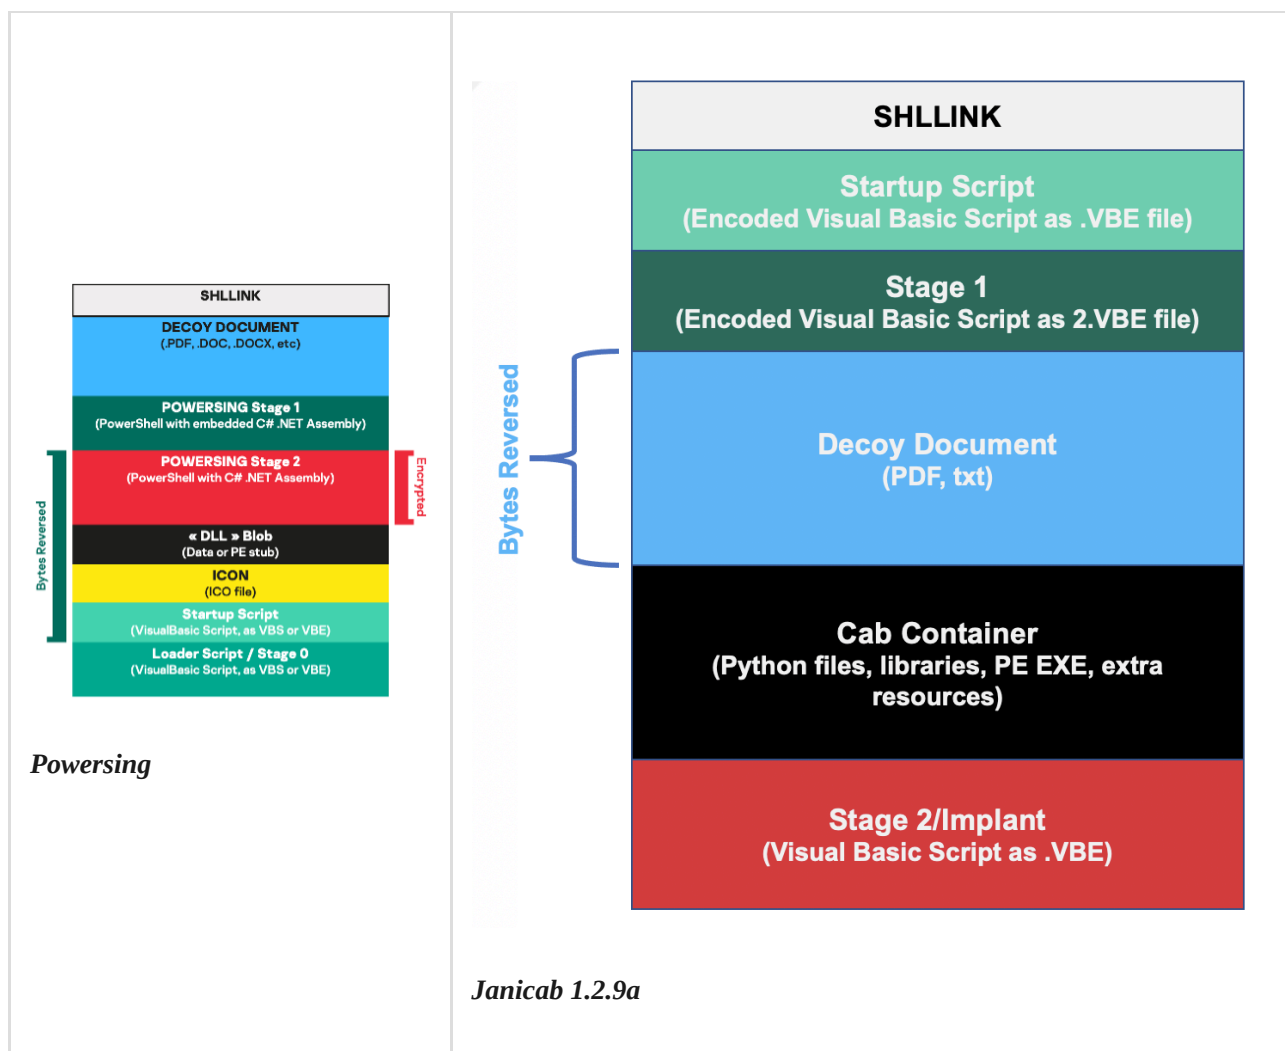 SHLLINK
DECOY DOCUMENT
(.PDF, .DOC, .DOCX, etc)
POWERSING Stage 1
(PowerShell with embedded C# .NET Assembly)
POWERSING Stage 2
(PowerShell with C# .NET Assembly)
Encrypted
Bytes Reversed
« DLL » Blob
(Data or PE stub)
ICON
(ICO file)
Startup Script
(VisualBasic Script, as VBS or VBE)
Loader Script / Stage 0
(VisualBasic Script, as VBS or VBE)
Powersing
SHLLINK
Startup Script
(Encoded Visual Basic Script as .VBE file)
Stage 1
(Encoded Visual Basic Script as 2.VBE file)
Bytes Reversed
Decoy Document
(PDF, txt)
Cab Container
(Python files, libraries, PE EXE, extra
resources)
Stage 2/Implant
(Visual Basic Script as .VBE)
Janicab 1.2.9a